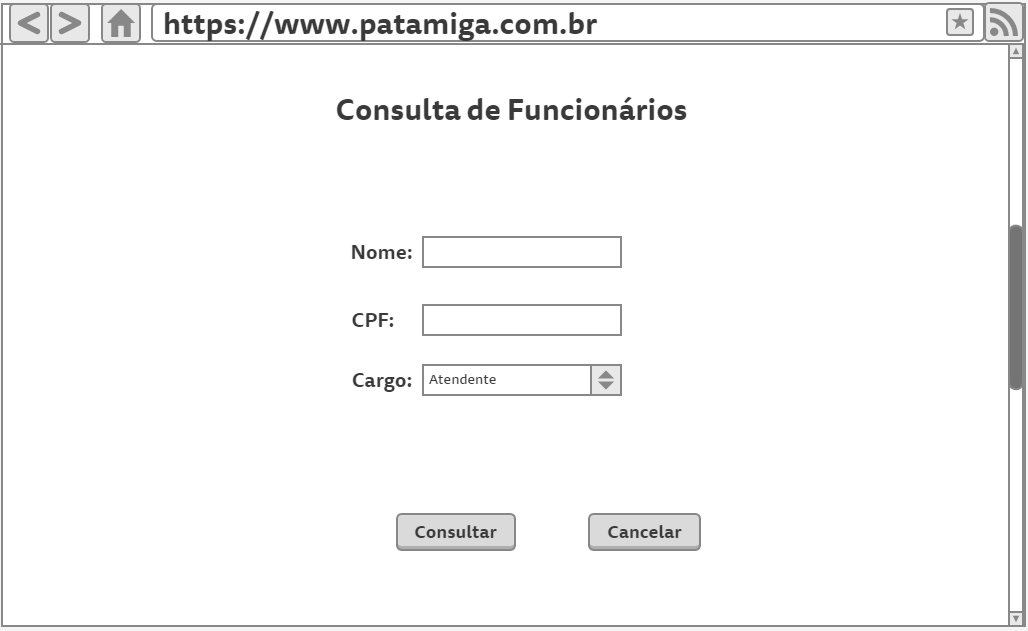 https://www.patamiga.com.br
Consulta de Funcionários
Nome:
CPF:
Cargo: Atendente
Consultar Cancelar